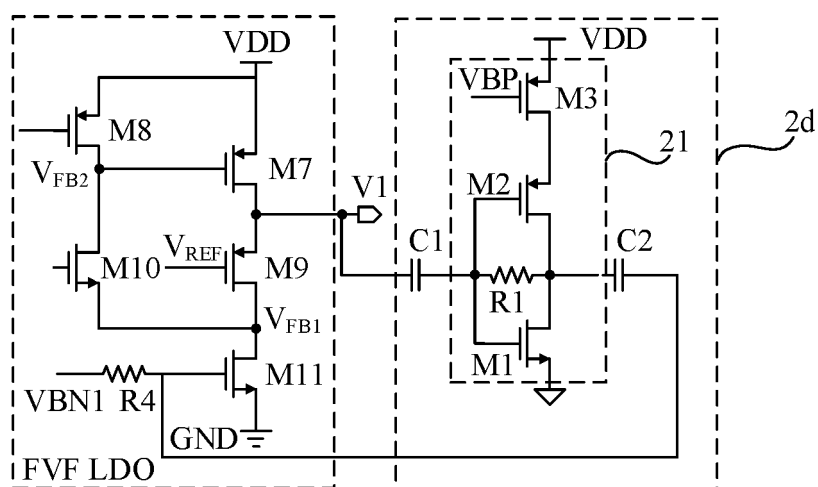 VDD
VDD
VBP
M3
2d
M8
21
V_FB2
M7
M2
V1
C1
C2
M10
V_REF
M9
R1
V_FB1
M1
M11
VBN1
R4
GND
FVF LDO